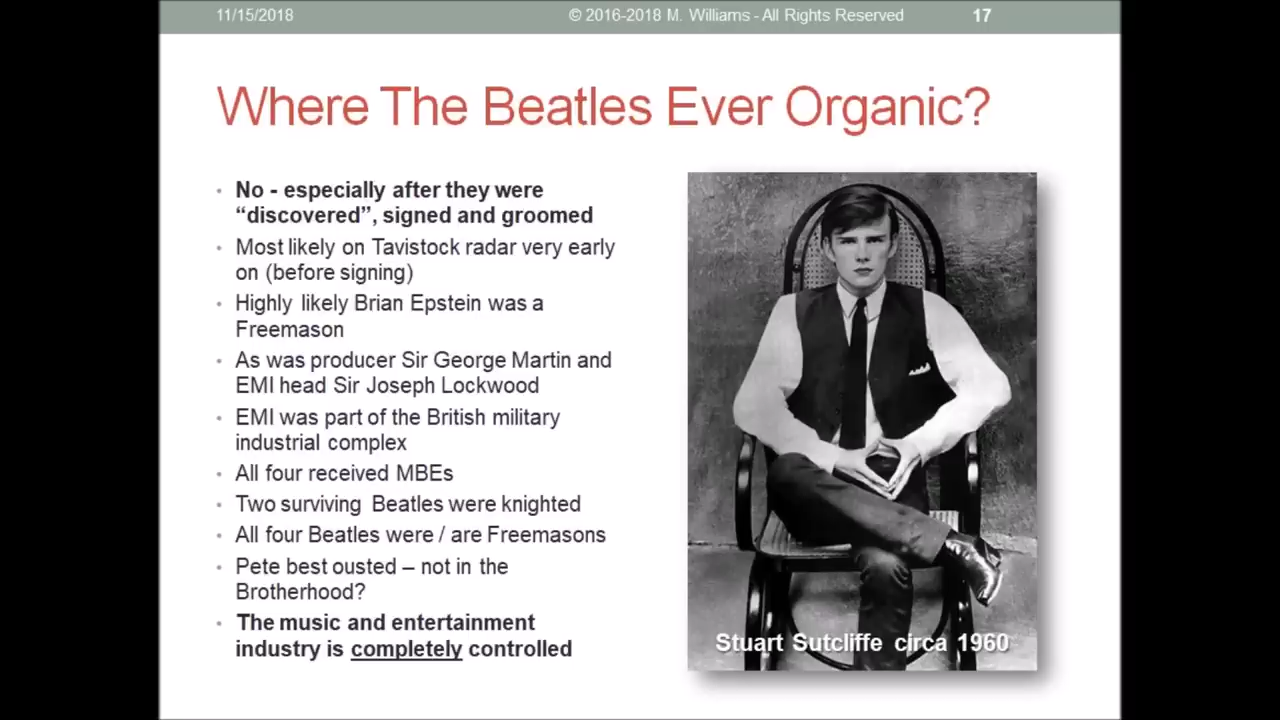 11/15/2018 © 2016-2018 M. Williams - All Rights Reserved 17
Where The Beatles Ever Organic?
• No - especially after they were
“discovered”, signed and groomed
• Most likely on Tavistock radar very early
on (before signing)
• Highly likely Brian Epstein was a
Freemason
• As was producer Sir George Martin and
EMI head Sir Joseph Lockwood
• EMI was part of the British military
industrial complex
• All four received MBEs
• Two surviving Beatles were knighted
• All four Beatles were / are Freemasons
• Pete best ousted – not in the
Brotherhood?
• The music and entertainment
industry is completely controlled
Stuart Sutcliffe circa 1960